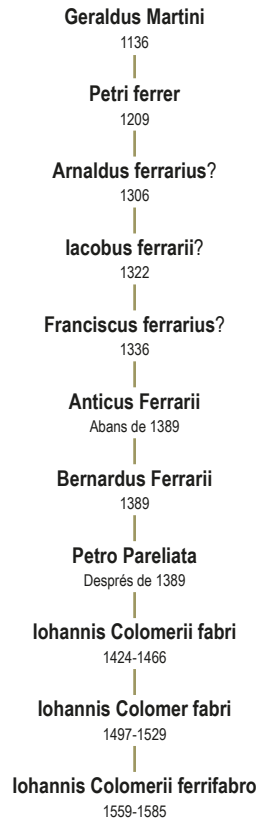 Geraldus Martini
1136
Petri ferrer
1209
Arnaldus ferrarius?
1306
Iacobus ferrarii?
1322
Franciscus ferrarius?
1336
Anticus Ferrarii
Abans de 1389
Bernardus Ferrarii
1389
Petro Pareliata
Després de 1389
Iohannis Colomerii fabri
1424-1466
Iohannis Colomer fabri
1497-1529
Iohannis Colomerii ferrifabro
1559-1585